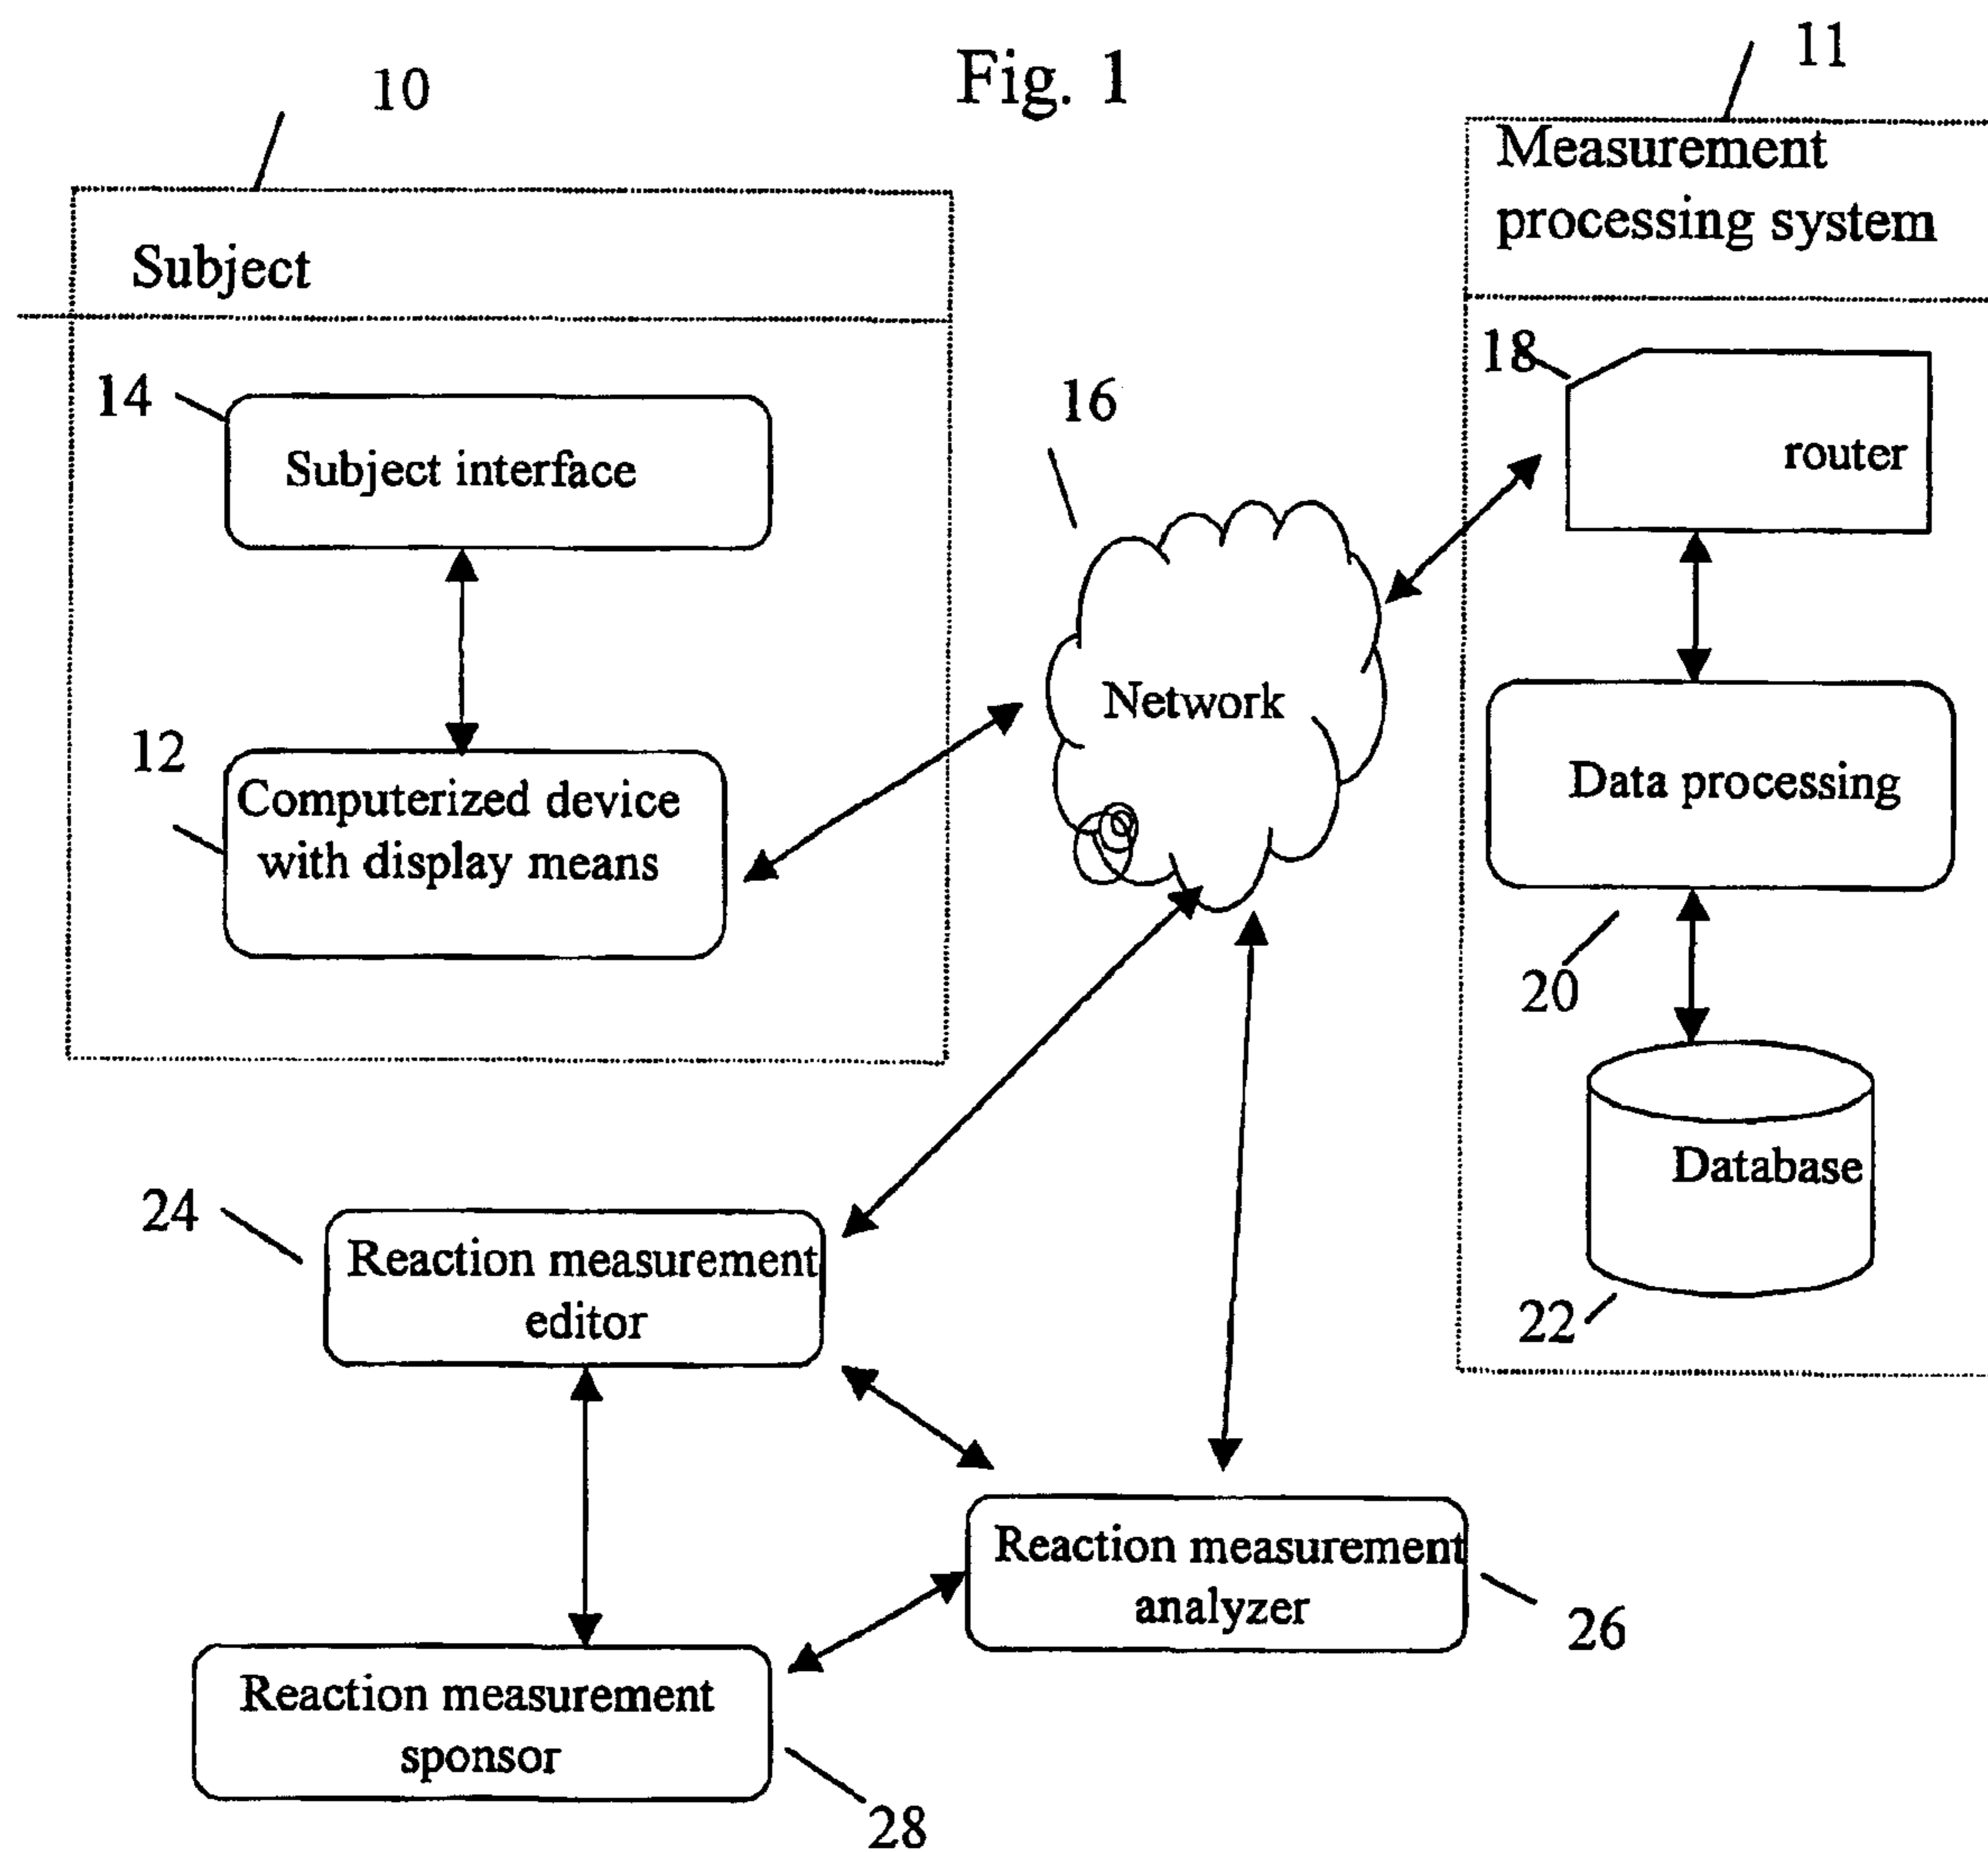 Fig. 1
10
11
Subject
Measurement
processing system
14
Subject interface
12
Computerized device
with display means
16
Network
18
router
Data processing
20
Database
22
24
Reaction measurement
editor
Reaction measurement
analyzer
26
Reaction measurement
sponsor
28